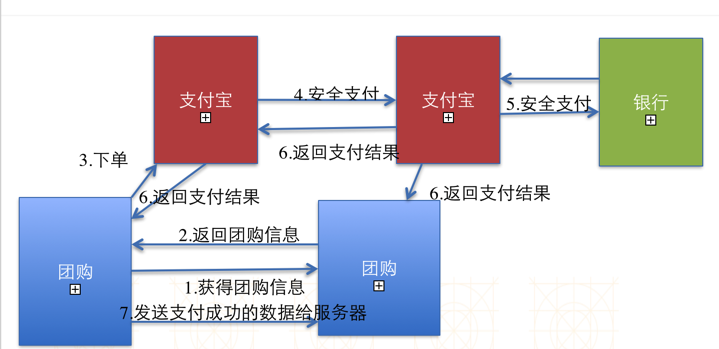 支付宝
支付宝
银行
4.安全支付
5.安全支付
6.返回支付结果
3.下单
6.返回支付结果
6.返回支付结果
2.返回团购信息
团购
团购
1.获得团购信息
7.发送支付成功的数据给服务器